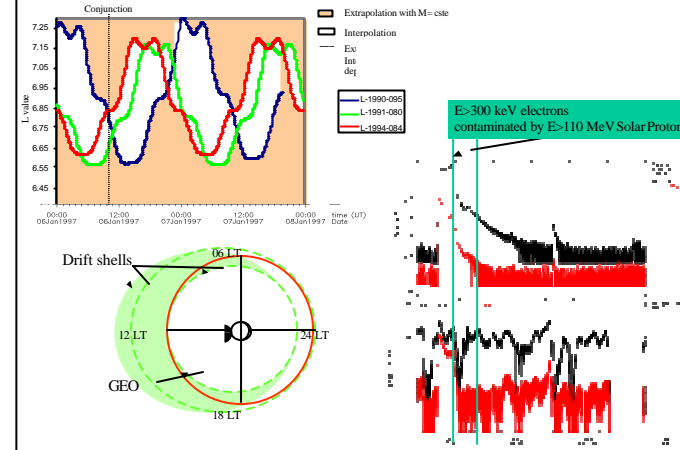 Conjunction
Extrapolation with M= cste
Interpolation
L value
7.25
7.15
7.05
6.95
6.85
6.75
6.65
6.55
6.45
L-1990-095
L-1991-080
L-1994-084
00:00 12:00 00:00 12:00 00:00 time (UT)
06Jan1997 06Jan1997 07Jan1997 07Jan1997 08Jan1997 Date
E>300 keV electrons
contaminated by E>110 MeV Solar Proton
Drift shells
06 LT
12 LT
24 LT
GEO
18 LT